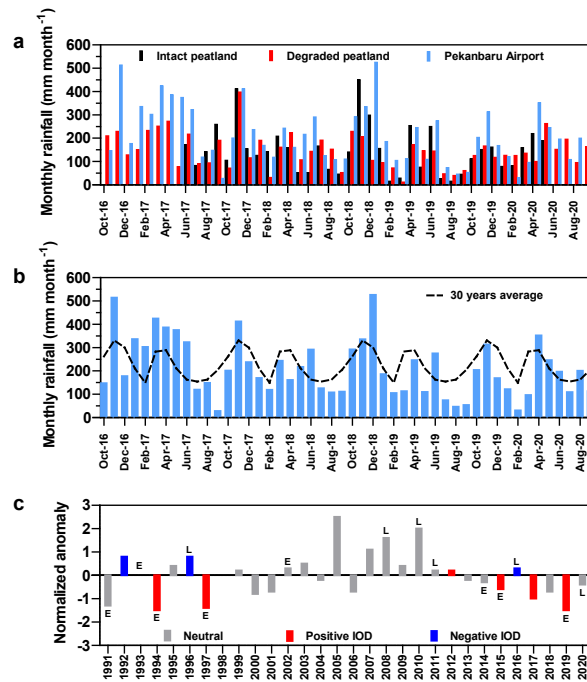 a
Monthly rainfall (mm month⁻¹)
600
500
400
300
200
100
0
Intact peatland Degraded peatland Pekanbaru Airport
Oct-16 Dec-16 Feb-17 Apr-17 Jun-17 Aug-17 Oct-17 Dec-17 Feb-18 Apr-18 Jun-18 Aug-18 Oct-18 Dec-18 Feb-19 Apr-19 Jun-19 Aug-19 Oct-19 Dec-19 Feb-20 Apr-20 Jun-20 Aug-20
b
Monthly rainfall (mm month⁻¹)
600
500
400
300
200
100
0
30 years average
Oct-16 Dec-16 Feb-17 Apr-17 Jun-17 Aug-17 Oct-17 Dec-17 Feb-18 Apr-18 Jun-18 Aug-18 Oct-18 Dec-18 Feb-19 Apr-19 Jun-19 Aug-19 Oct-19 Dec-19 Feb-20 Apr-20 Jun-20 Aug-20
c
Normalized anomaly
3
2
1
0
-1
-2
-3
E E E L E L L L E E L E L
Neutral Positive IOD Negative IOD
1991 1992 1993 1994 1995 1996 1997 1998 1999 2000 2001 2002 2003 2004 2005 2006 2007 2008 2009 2010 2011 2012 2013 2014 2015 2016 2017 2018 2019 2020